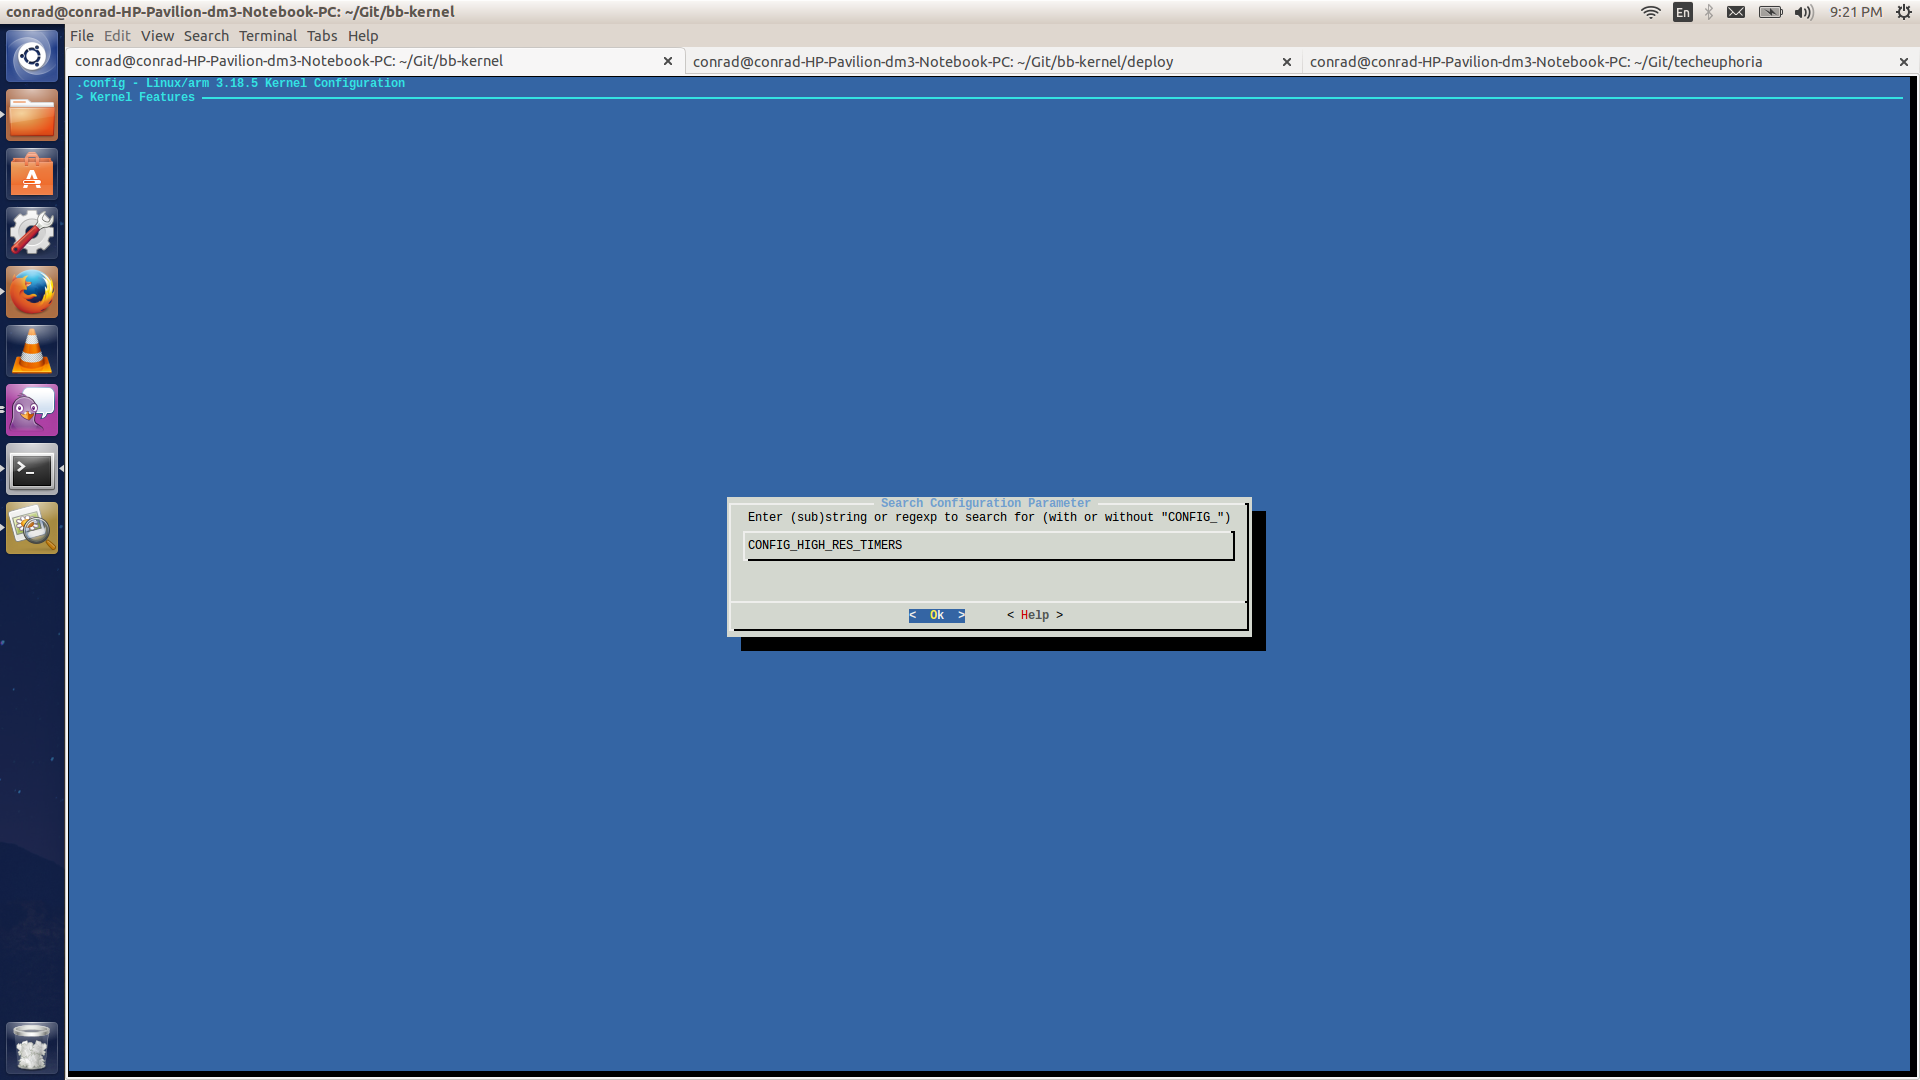 conrad@conrad-HP-Pavilion-dm3-Notebook-PC: ~/Git/bb-kernel
En
9:21 PM
File Edit View Search Terminal Tabs Help
conrad@conrad-HP-Pavilion-dm3-Notebook-PC: ~/Git/bb-kernel
conrad@conrad-HP-Pavilion-dm3-Notebook-PC: ~/Git/bb-kernel/deploy
conrad@conrad-HP-Pavilion-dm3-Notebook-PC: ~/Git/techeuphoria
.config - Linux/arm 3.18.5 Kernel Configuration
> Kernel Features
Search Configuration Parameter
Enter (sub)string or regexp to search for (with or without "CONFIG_")
CONFIG_HIGH_RES_TIMERS
< Ok > < Help >